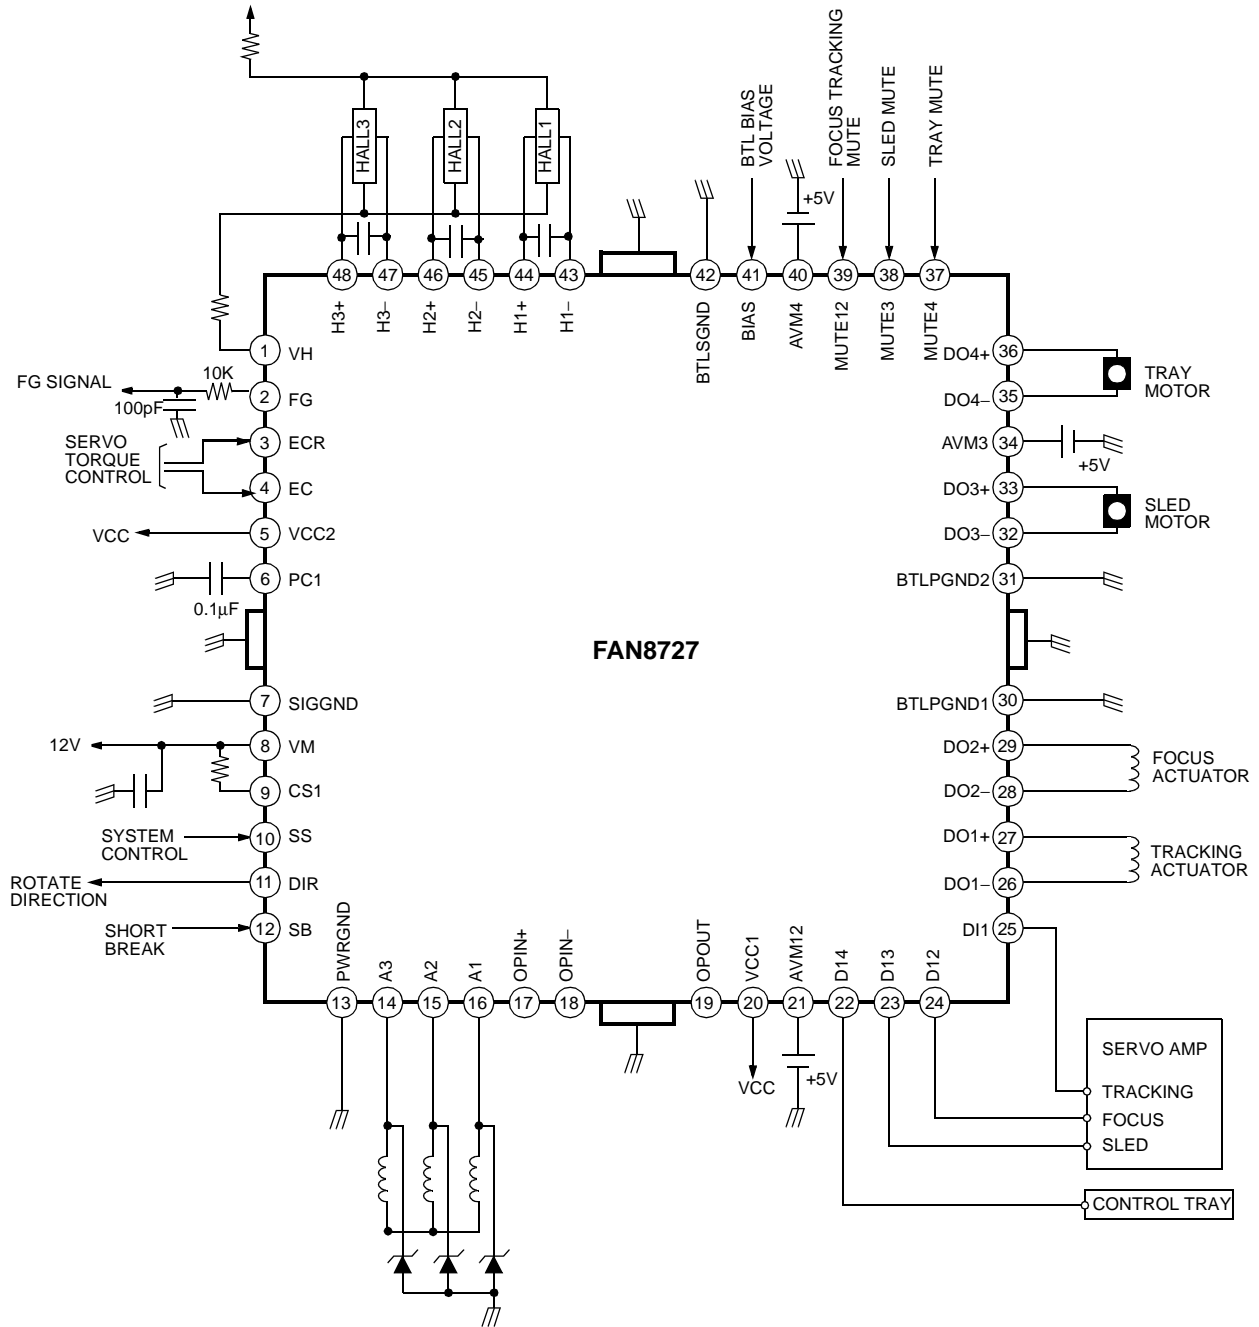 HALL3
HALL2
HALL1
BTL BIAS
VOLTAGE
FOCUS TRACKING
MUTE
SLED MUTE
TRAY MUTE
+5V
48
47
46
45
44
43
42
41
40
39
38
37
H3+
H3–
H2+
H2–
H1+
H1–
BTLSGND
BIAS
AVM4
MUTE12
MUTE3
MUTE4
1 VH
FG SIGNAL
10K
100pF
2 FG
SERVO
TORQUE
CONTROL
3 ECR
4 EC
VCC
5 VCC2
0.1µF
6 PC1
7 SIGGND
12V
8 VM
9 CS1
SYSTEM
CONTROL
10 SS
ROTATE
DIRECTION
11 DIR
SHORT
BREAK
12 SB
FAN8727
DO4+ 36
DO4– 35
TRAY
MOTOR
AVM3 34
+5V
DO3+ 33
DO3– 32
SLED
MOTOR
BTLPGND2 31
BTLPGND1 30
DO2+ 29
DO2– 28
FOCUS
ACTUATOR
DO1+ 27
DO1– 26
TRACKING
ACTUATOR
DI1 25
PWRGND
A3
A2
A1
OPIN+
OPIN–
OPOUT
VCC1
AVM12
D14
D13
D12
13
14
15
16
17
18
19
20
21
22
23
24
VCC
+5V
SERVO AMP
TRACKING
FOCUS
SLED
CONTROL TRAY